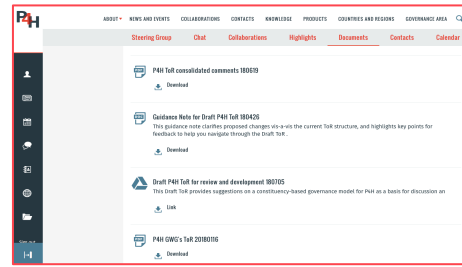 P4H
ABOUT NEWS AND EVENTS COLLABORATIONS CONTACTS KNOWLEDGE PRODUCTS COUNTRIES AND REGIONS GOVERNANCE AREA
Steering Group Chat Collaborations Highlights Documents Contacts Calendar
P4H ToR consolidated comments 180619
Download
Guidance Note for Draft P4H ToR 180426
This guidance note clarifies proposed changes vis-a-vis the current ToR structure, and highlights key points for
feedback to help you navigate through the Draft ToR .
Download
Draft P4H ToR for review and development 180705
This Draft ToR provides suggestions on a constituency-based governance model for P4H as a basis for discussion an
Link
P4H GWG's ToR 20180116
Download
Sign out